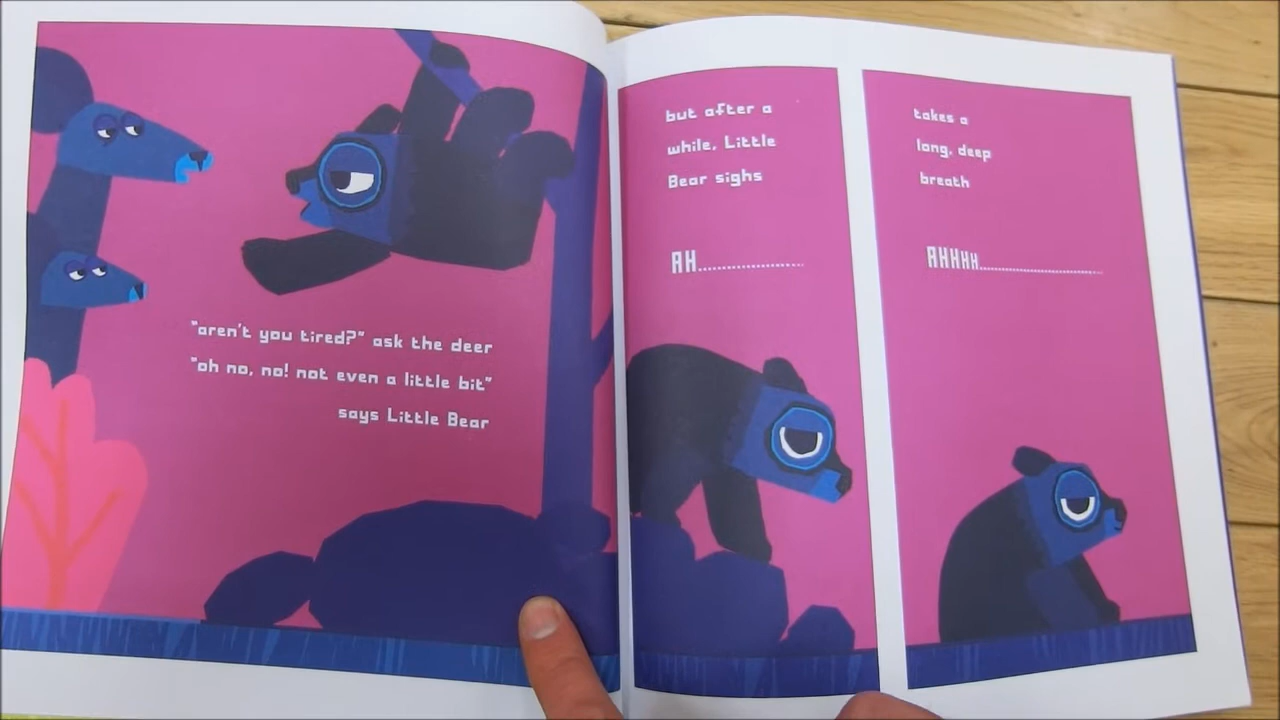 "aren't you tired?" ask the deer
"oh no, no! not even a little bit"
says Little Bear
but after a
while, Little
Bear sighs
AH....................
takes a
long, deep
breath
AHHHH.........................